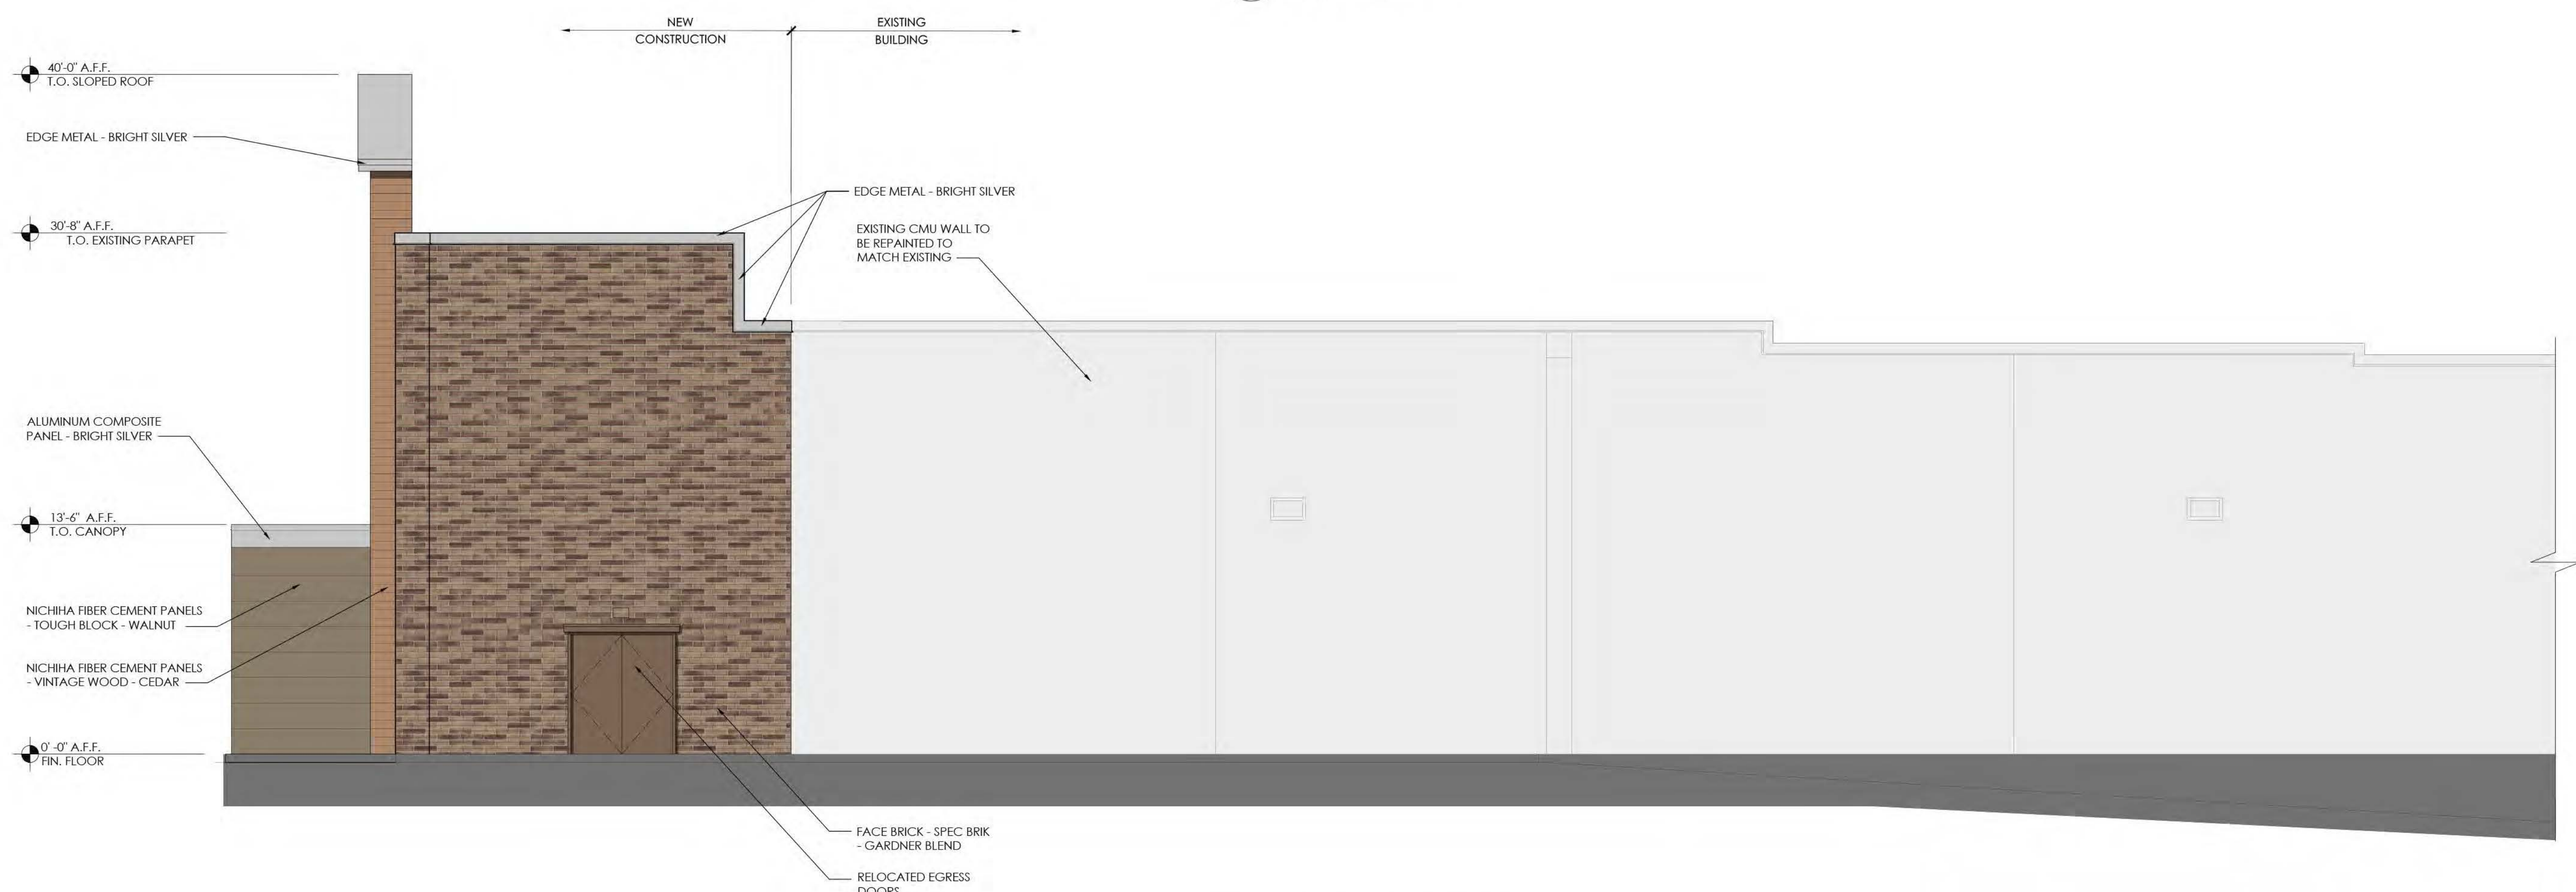 NEW
CONSTRUCTION
EXISTING
BUILDING
40'-0" A.F.F.
T.O. SLOPED ROOF
EDGE METAL - BRIGHT SILVER
30'-8" A.F.F.
T.O. EXISTING PARAPET
EDGE METAL - BRIGHT SILVER
EXISTING CMU WALL TO
BE REPAINTED TO
MATCH EXISTING
ALUMINUM COMPOSITE
PANEL - BRIGHT SILVER
13'-6" A.F.F.
T.O. CANOPY
NICHIHA FIBER CEMENT PANELS
- TOUGH BLOCK - WALNUT
NICHIHA FIBER CEMENT PANELS
- VINTAGE WOOD - CEDAR
0' -0" A.F.F.
FIN. FLOOR
FACE BRICK - SPEC BRIK
- GARDNER BLEND
RELOCATED EGRESS
DOORS